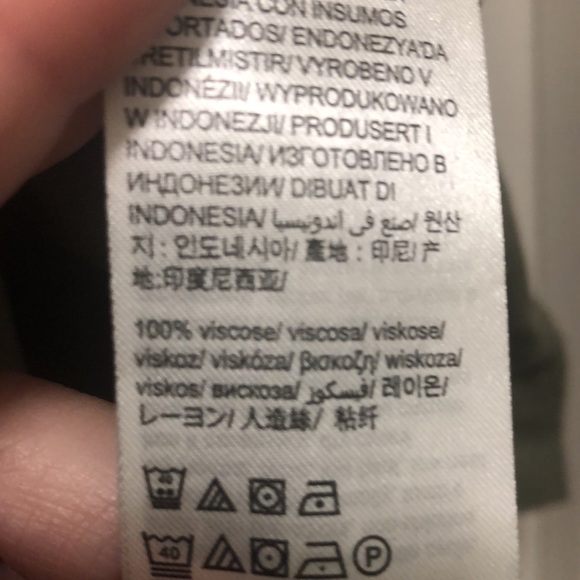 CON INSUMOS
ORTADOS/ ENDONEZYA'DA
RETILMISTIR/ VYROBENO V
INDONÉZII/ WYPRODUKOWANO
W INDONEZJI/ PRODUSERT I
INDONESIA/ ИЗГОТОВЛЕНО В
ИНДОНЕЗИИ/ DIBUAT DI
INDONESIA/ صنع في اندونيسيا/ 원산
지 : 인도네시아/ 產地 : 印尼/ 产
地:印度尼西亚/
100% viscose/ viscosa/ viskose/
viskoz/ viskóza/ βισκοζη/ wiskoza/
viskos/ вискоза/ فيسكوز/ 레이온/
レーヨン/ 人造絲/ 粘纤
40
40 P